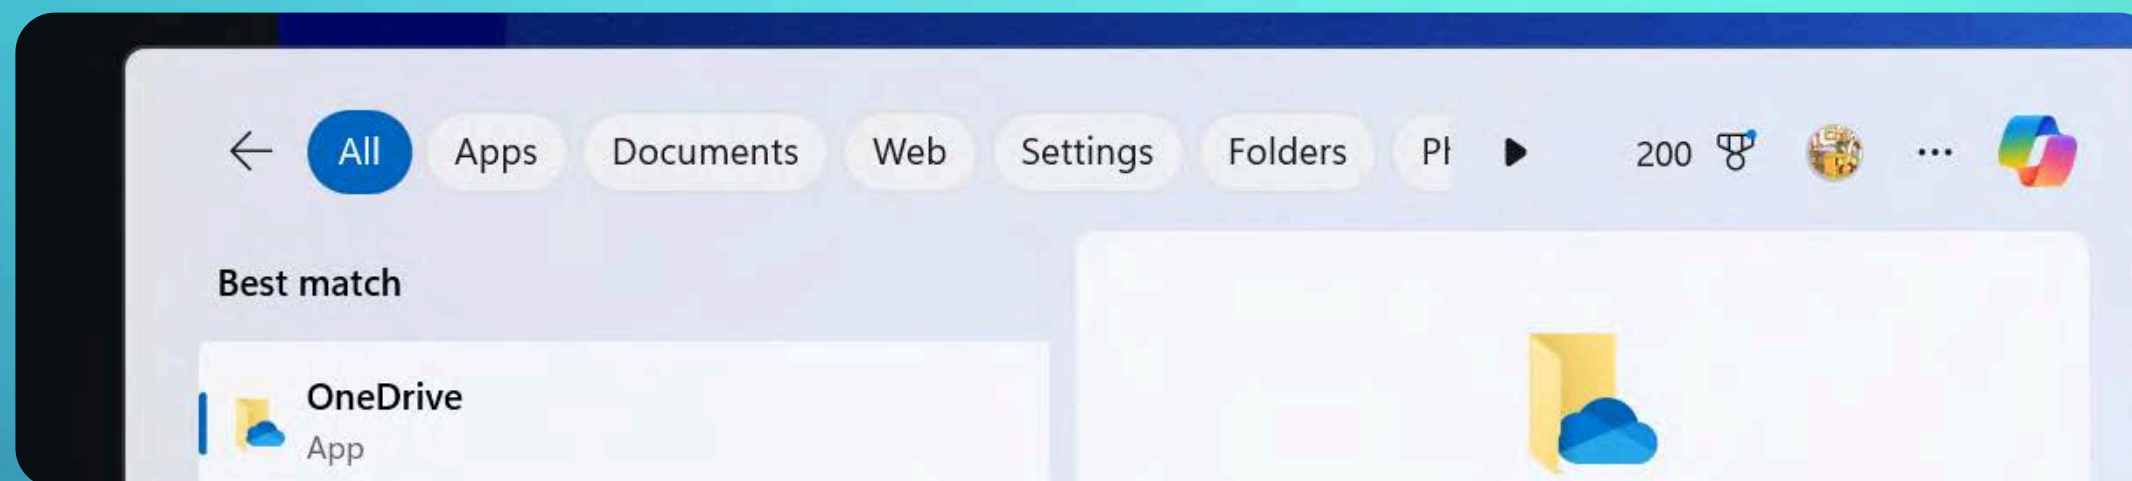 All Apps Documents Web Settings Folders 200 ...
Best match
OneDrive
App